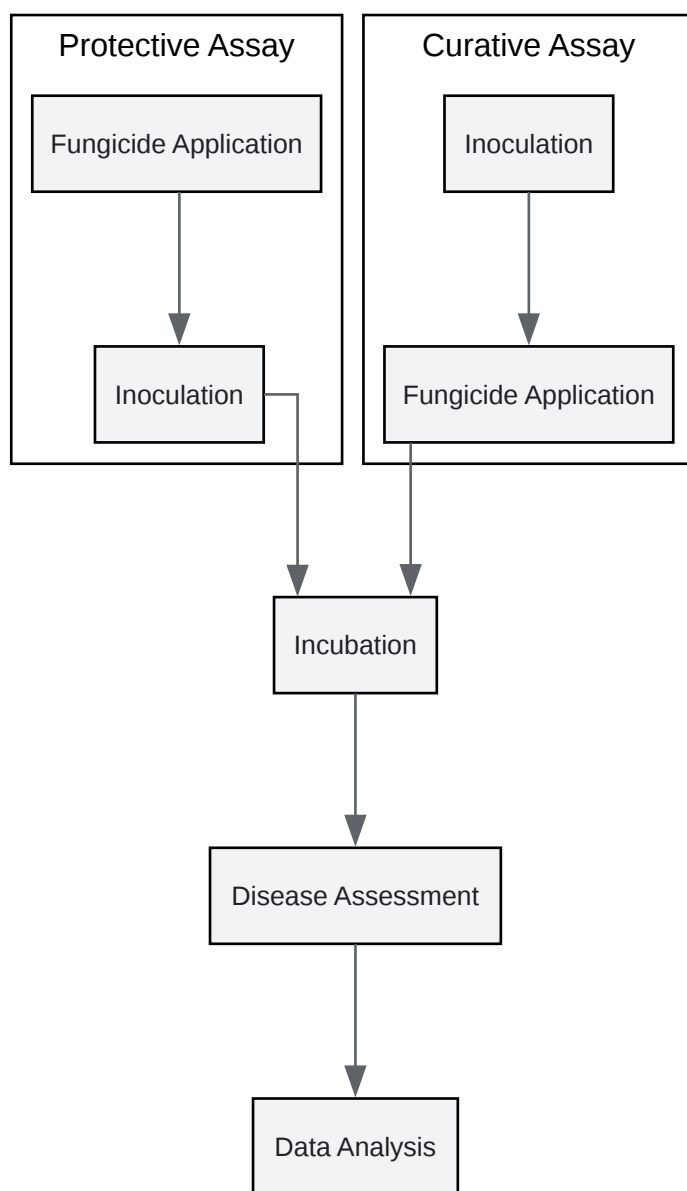 Protective Assay
Fungicide Application
Inoculation
Curative Assay
Inoculation
Fungicide Application
Incubation
Disease Assessment
Data Analysis